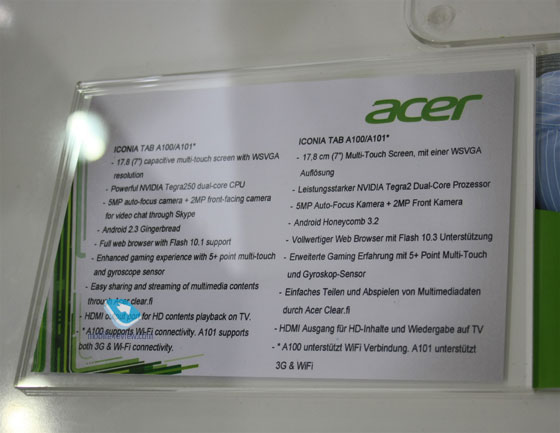 acer
ICONIA TAB A100/A101*
- 17.8 (7") capacitive multi-touch screen with WSVGA
resolution
- Powerful NVIDIA Tegra250 dual-core CPU
- 5MP auto-focus camera + 2MP front-facing camera
for video chat through Skype
- Android 2.3 Gingerbread
- Full web browser with Flash 10.1 support
- Enhanced gaming experience with 5+ point multi-touch
and gyroscope sensor
- Easy sharing and streaming of multimedia contents
through Acer clear.fi
- HDMI for HD contents playback on TV.
- * A100 supports Wi-Fi connectivity. A101 supports
both 3G & Wi-Fi connectivity.
mobile-review.com
ICONIA TAB A100/A101*
- 17,8 cm (7") Multi-Touch Screen, mit einer WSVGA
Auflösung
- Leistungsstarker NVIDIA Tegra2 Dual-Core Prozessor
- 5MP Auto-Focus Kamera + 2MP Front Kamera
- Android Honeycomb 3.2
- Vollwertiger Web Browser mit Flash 10.3 Unterstützung
- Erweiterte Gaming Erfahrung mit 5+ Point Multi-Touch
und Gyroskop-Sensor
- Einfaches Teilen und Abspielen von Multimediadaten
durch Acer Clear.fi
- HDMI Ausgang für HD-Inhalte und Wiedergabe auf TV
- * A100 unterstützt WiFi Verbindung. A101 unterstützt
3G & WiFi